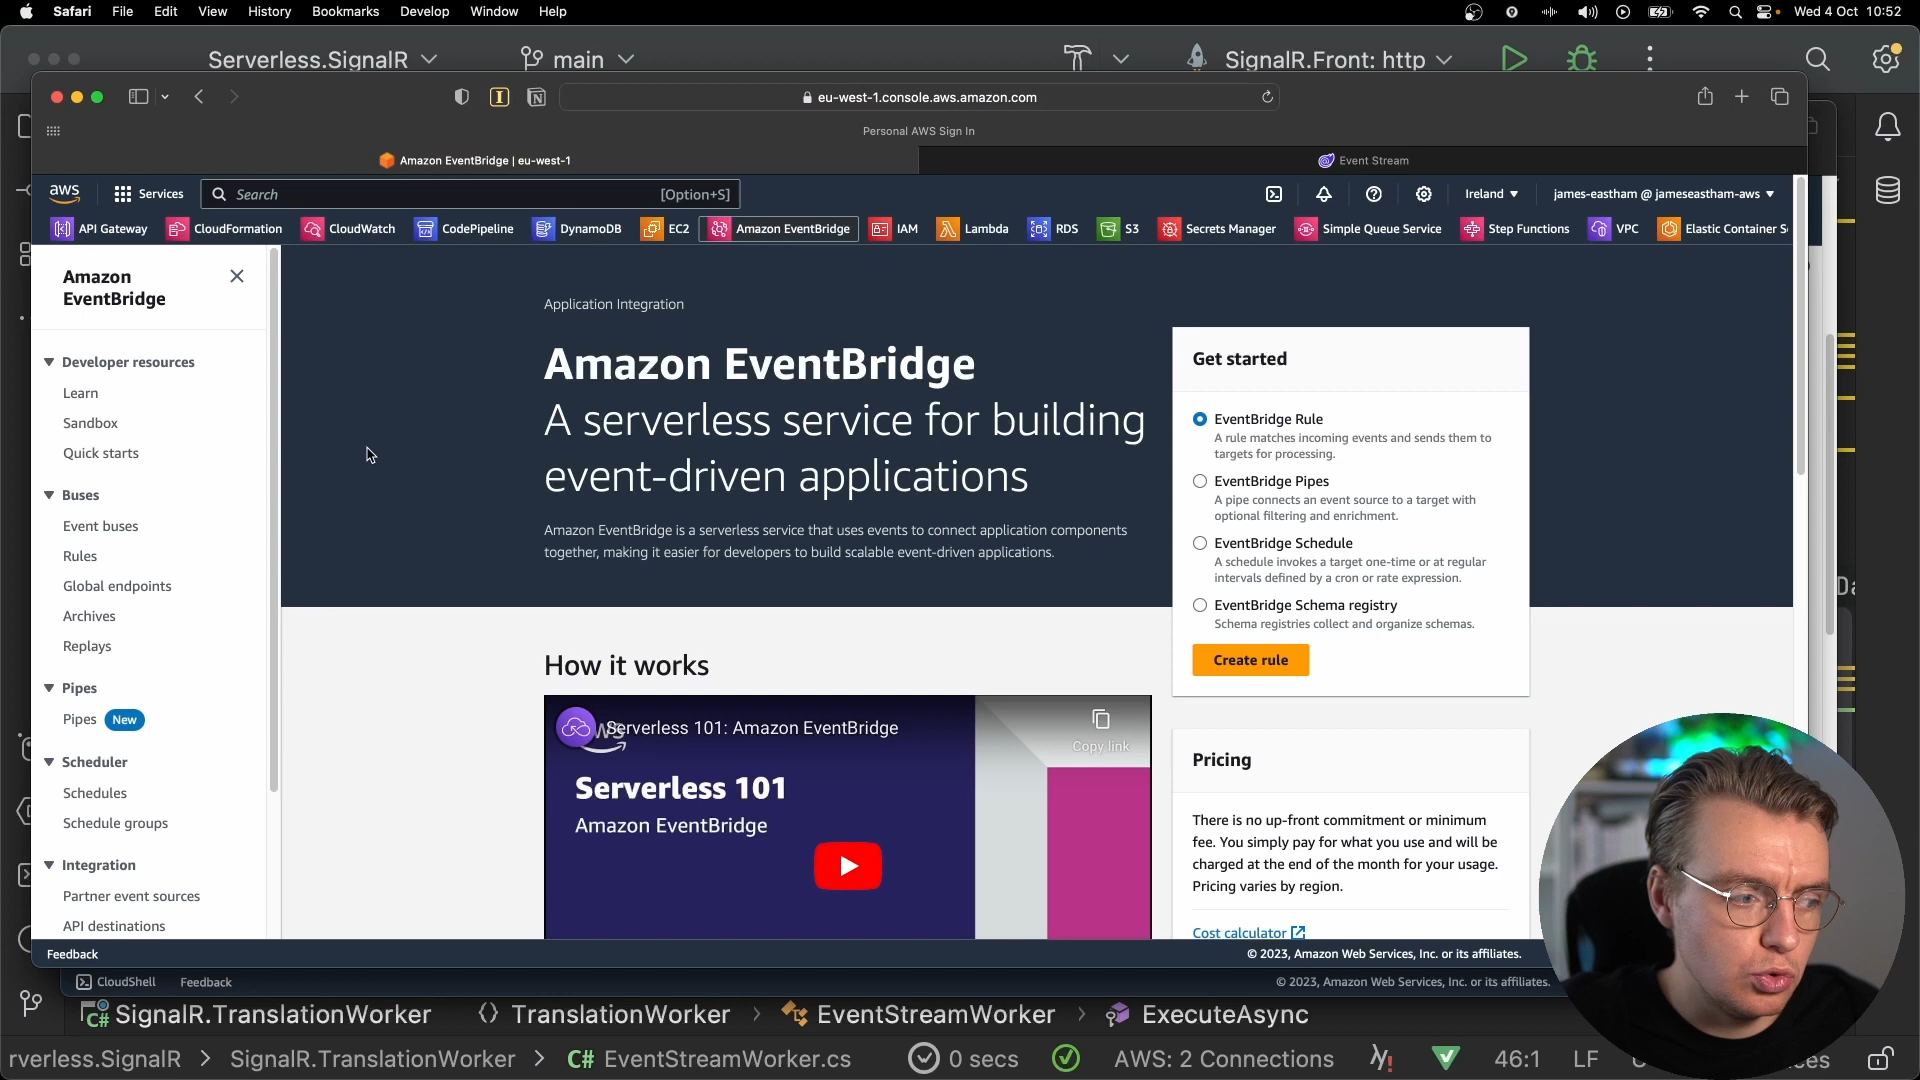 Safari File Edit View History Bookmarks Develop Window Help Wed 4 Oct 10:52
Serverless.SignalR main SignalR.Front: http
eu-west-1.console.aws.amazon.com
Personal AWS Sign In
Amazon EventBridge | eu-west-1 Event Stream
aws Services Search [Option+S] Ireland james-eastham @ jameseastham-aws
API Gateway CloudFormation CloudWatch CodePipeline DynamoDB EC2 Amazon EventBridge IAM Lambda RDS S3 Secrets Manager Simple Queue Service Step Functions VPC Elastic Container S
Amazon
EventBridge
Developer resources
Learn
Sandbox
Quick starts
Buses
Event buses
Rules
Global endpoints
Archives
Replays
Pipes
Pipes New
Scheduler
Schedules
Schedule groups
Integration
Partner event sources
API destinations
Application Integration
Amazon EventBridge
A serverless service for building
event-driven applications
Amazon EventBridge is a serverless service that uses events to connect application components
together, making it easier for developers to build scalable event-driven applications.
Get started
EventBridge Rule
A rule matches incoming events and sends them to
targets for processing.
EventBridge Pipes
A pipe connects an event source to a target with
optional filtering and enrichment.
EventBridge Schedule
A schedule invokes a target one-time or at regular
intervals defined by a cron or rate expression.
EventBridge Schema registry
Schema registries collect and organize schemas.
Create rule
How it works
Serverless 101: Amazon EventBridge
Copy link
Serverless 101
Amazon EventBridge
Pricing
There is no up-front commitment or minimum
fee. You simply pay for what you use and will be
charged at the end of the month for your usage.
Pricing varies by region.
Cost calculator
Feedback © 2023, Amazon Web Services, Inc. or its affiliates.
CloudShell Feedback © 2023, Amazon Web Services, Inc. or its affiliates.
C# SignalR.TranslationWorker TranslationWorker > EventStreamWorker > ExecuteAsync
rverless.SignalR > SignalR.TranslationWorker > C# EventStreamWorker.cs 0 secs AWS: 2 Connections 46:1 LF